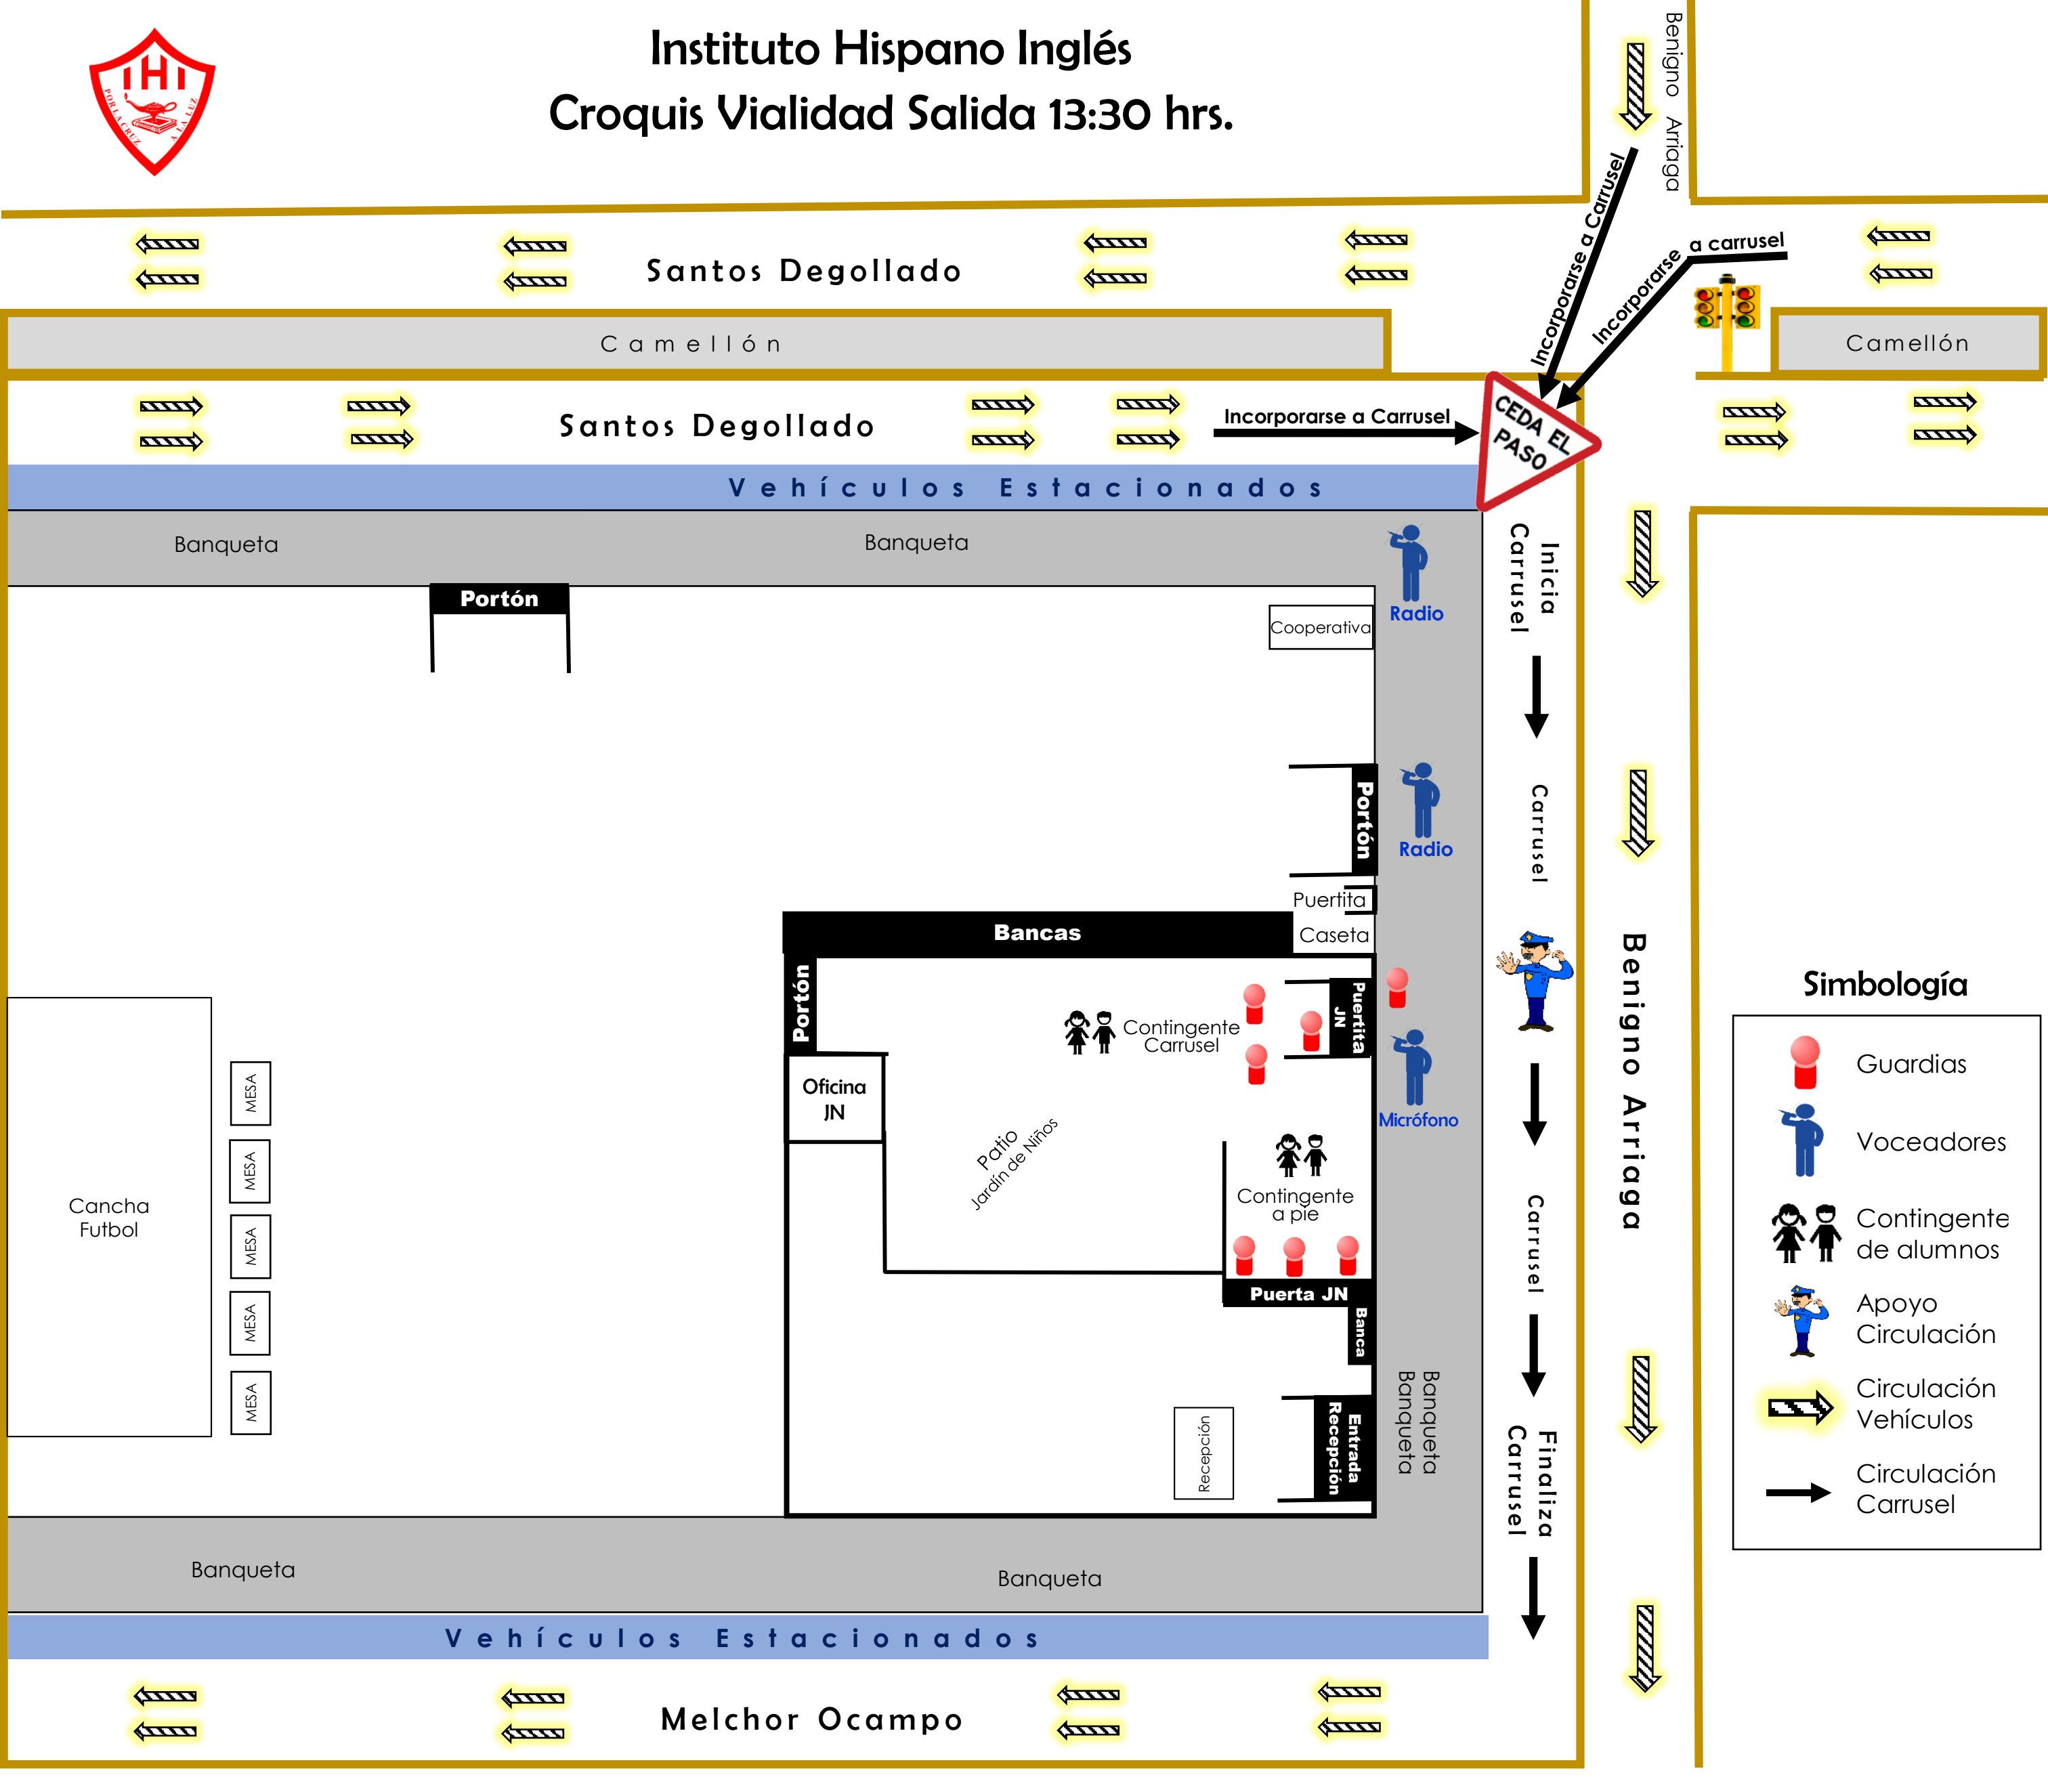 Instituto Hispano Inglés
Croquis Vialidad Salida 13:30 hrs.
IHI
POR LA CRUZ
A LA LUZ
Benigno Arriaga
Santos Degollado
Incorporarse a Carrusel
Incorporarse a carrusel
Camellón
Camellón
Santos Degollado
Incorporarse a Carrusel
CEDA EL
PASO
Vehículos Estacionados
Banqueta
Banqueta
Radio
Inicia
Carrusel
Portón
Cooperativa
Portón
Radio
Carrusel
Puertita
Bancas
Caseta
Portón
Puertita
JN
Contingente
Carrusel
Micrófono
Oficina
JN
Patio
Jardín de Niños
Contingente
a pie
Puerta JN
Banca
Carrusel
Benigno Arriaga
Cancha
Futbol
MESA
MESA
MESA
MESA
MESA
Recepción
Entrada
Recepción
Banqueta
Banqueta
Finaliza
Carrusel
Banqueta
Banqueta
Vehículos Estacionados
Melchor Ocampo
Simbología
Guardias
Voceadores
Contingente
de alumnos
Apoyo
Circulación
Circulación
Vehículos
Circulación
Carrusel